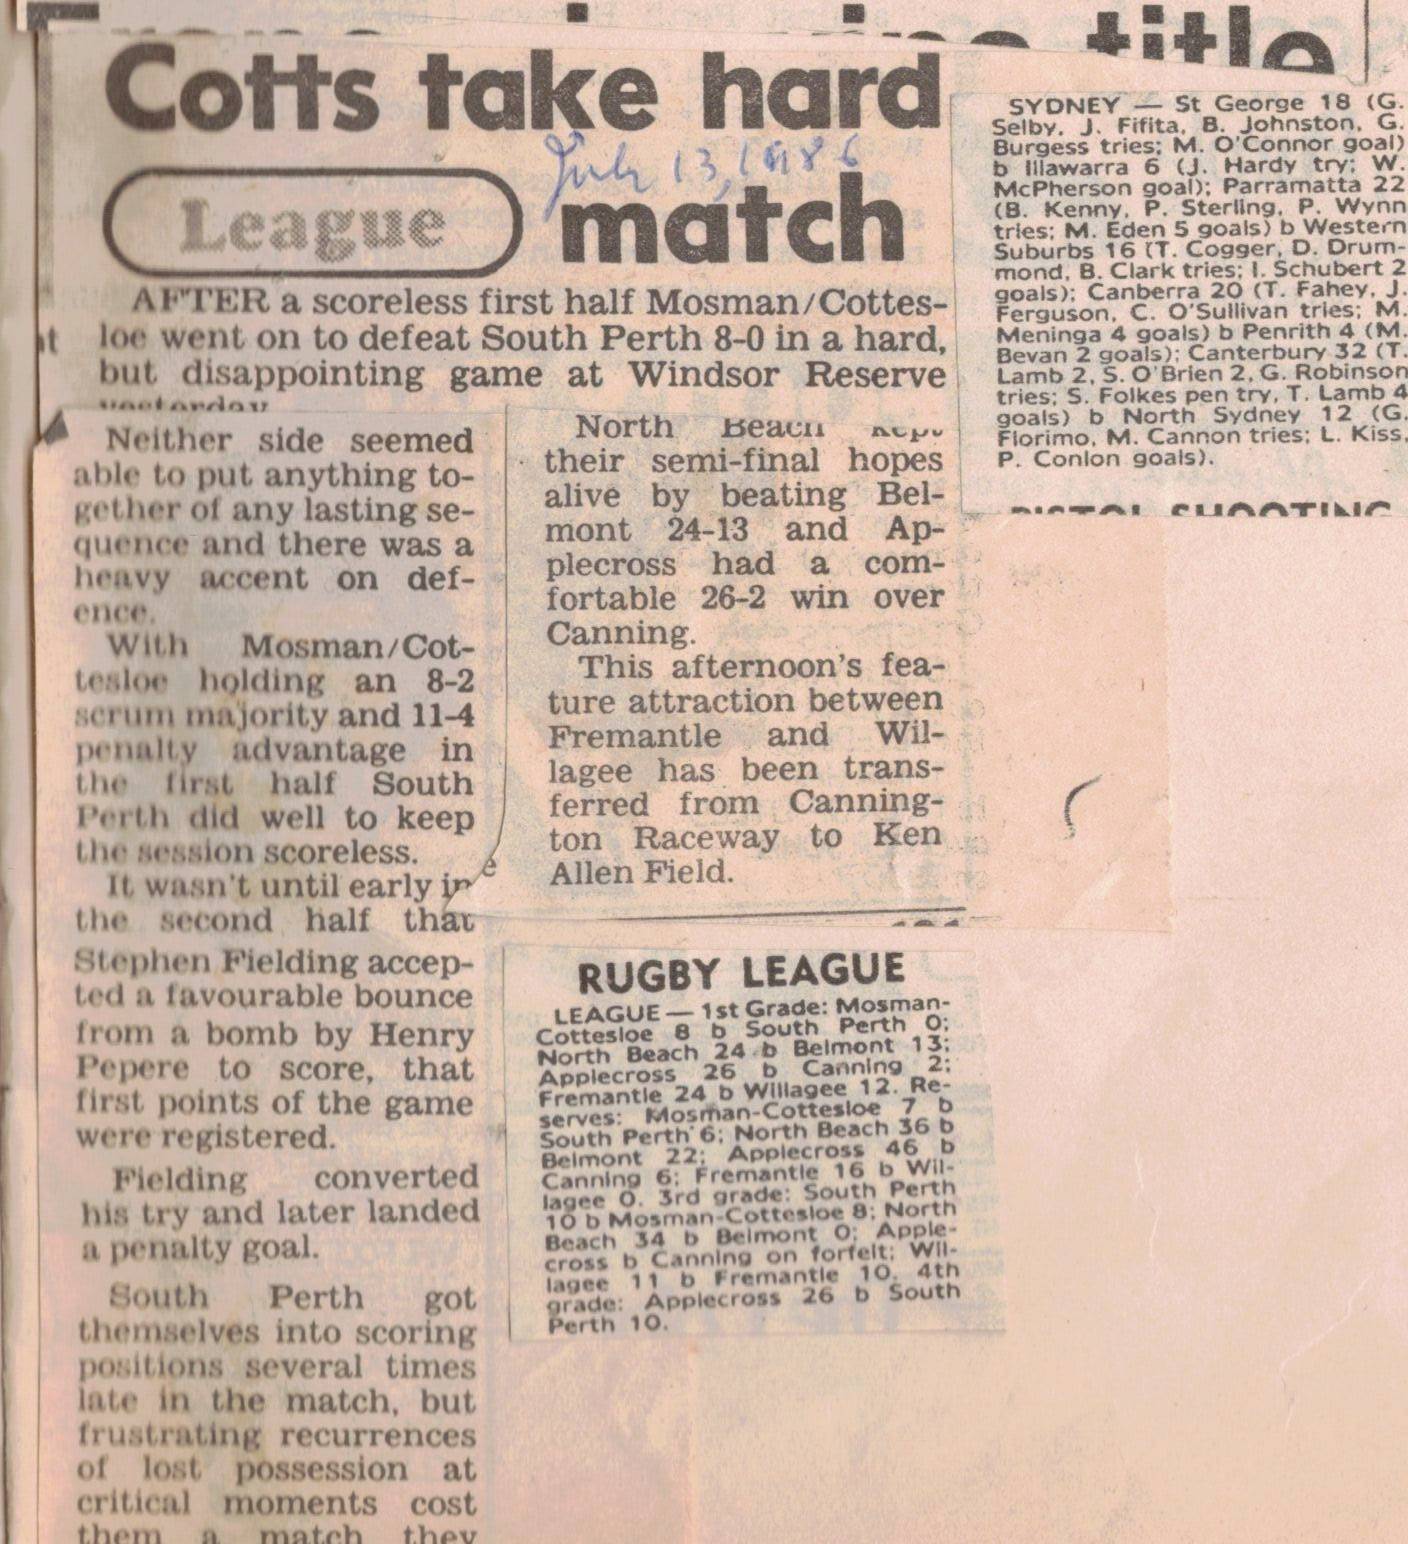 title
Cotts take hard
July 13, 1986
League
match
AFTER a scoreless first half Mosman/Cottes-
loe went on to defeat South Perth 8-0 in a hard,
but disappointing game at Windsor Reserve
yesterday.
Neither side seemed
able to put anything to-
gether of any lasting se-
quence and there was a
heavy accent on def-
ence.
With Mosman/Cot-
tesloe holding an 8-2
scrum majority and 11-4
penalty advantage in
the first half South
Perth did well to keep
the session scoreless.
It wasn't until early in
the second half that
Stephen Fielding accep-
ted a favourable bounce
from a bomb by Henry
Pepere to score, that
first points of the game
were registered.
Fielding converted
his try and later landed
a penalty goal.
South Perth got
themselves into scoring
positions several times
late in the match, but
frustrating recurrences
of lost possession at
critical moments cost
them a match they
North Beach kept
their semi-final hopes
alive by beating Bel-
mont 24-13 and Ap-
plecross had a com-
fortable 26-2 win over
Canning.
This afternoon's fea-
ture attraction between
Fremantle and Wil-
lagee has been trans-
ferred from Canning-
ton Raceway to Ken
Allen Field.
RUGBY LEAGUE
LEAGUE — 1st Grade: Mosman-
Cottesloe 8 b South Perth 0;
North Beach 24 b Belmont 13;
Applecross 26 b Canning 2;
Fremantle 24 b Willagee 12. Re-
serves: Mosman-Cottesloe 7 b
South Perth 6; North Beach 36 b
Belmont 22; Applecross 46 b
Canning 6; Fremantle 16 b Wil-
lagee 0. 3rd grade: South Perth
10 b Mosman-Cottesloe 8; North
Beach 34 b Belmont 0; Apple-
cross b Canning on forfeit; Wil-
lagee 11 b Fremantle 10. 4th
grade: Applecross 26 b South
Perth 10.
SYDNEY — St George 18 (G.
Selby, J. Fifita, B. Johnston, G.
Burgess tries; M. O'Connor goal)
b Illawarra 6 (J. Hardy try; W.
McPherson goal); Parramatta 22
(B. Kenny, P. Sterling, P. Wynn
tries; M. Eden 5 goals) b Western
Suburbs 16 (T. Cogger, D. Drum-
mond, B. Clark tries; I. Schubert 2
goals); Canberra 20 (T. Fahey, J.
Ferguson, C. O'Sullivan tries; M.
Meninga 4 goals) b Penrith 4 (M.
Bevan 2 goals); Canterbury 32 (T.
Lamb 2, S. O'Brien 2, G. Robinson
tries; S. Folkes pen try, T. Lamb 4
goals) b North Sydney 12 (G.
Florimo, M. Cannon tries; L. Kiss,
P. Conlon goals).
PISTOL SHOOTING